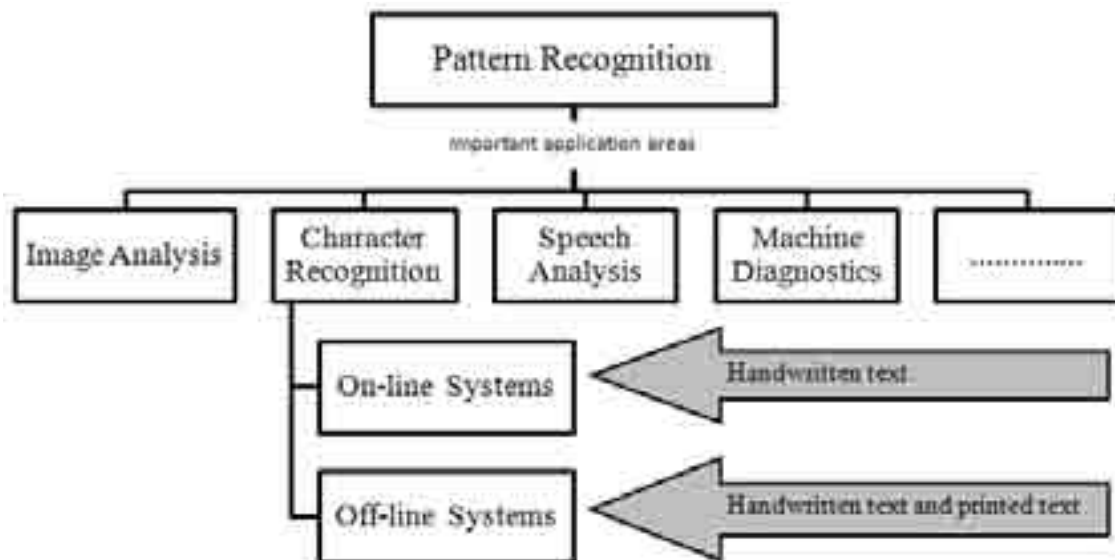 Pattern Recognition
important application areas
Image Analysis
Character
Recognition
Speech
Analysis
Machine
Diagnostics
.............
On-line Systems
Handwritten text
Off-line Systems
Handwritten text and printed text